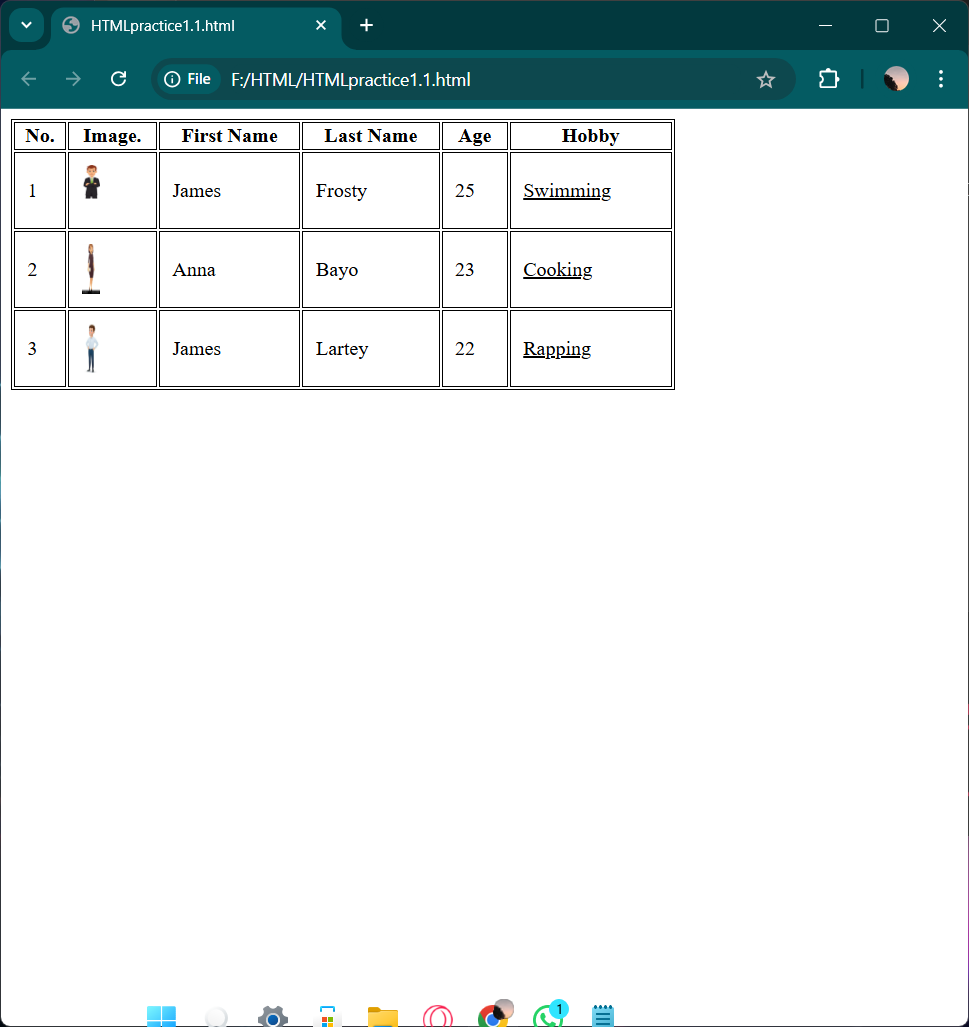 HTMLpractice1.1.html
File F:/HTML/HTMLpractice1.1.html
No. Image. First Name Last Name Age Hobby
1 James Frosty 25 Swimming
2 Anna Bayo 23 Cooking
3 James Lartey 22 Rapping
1